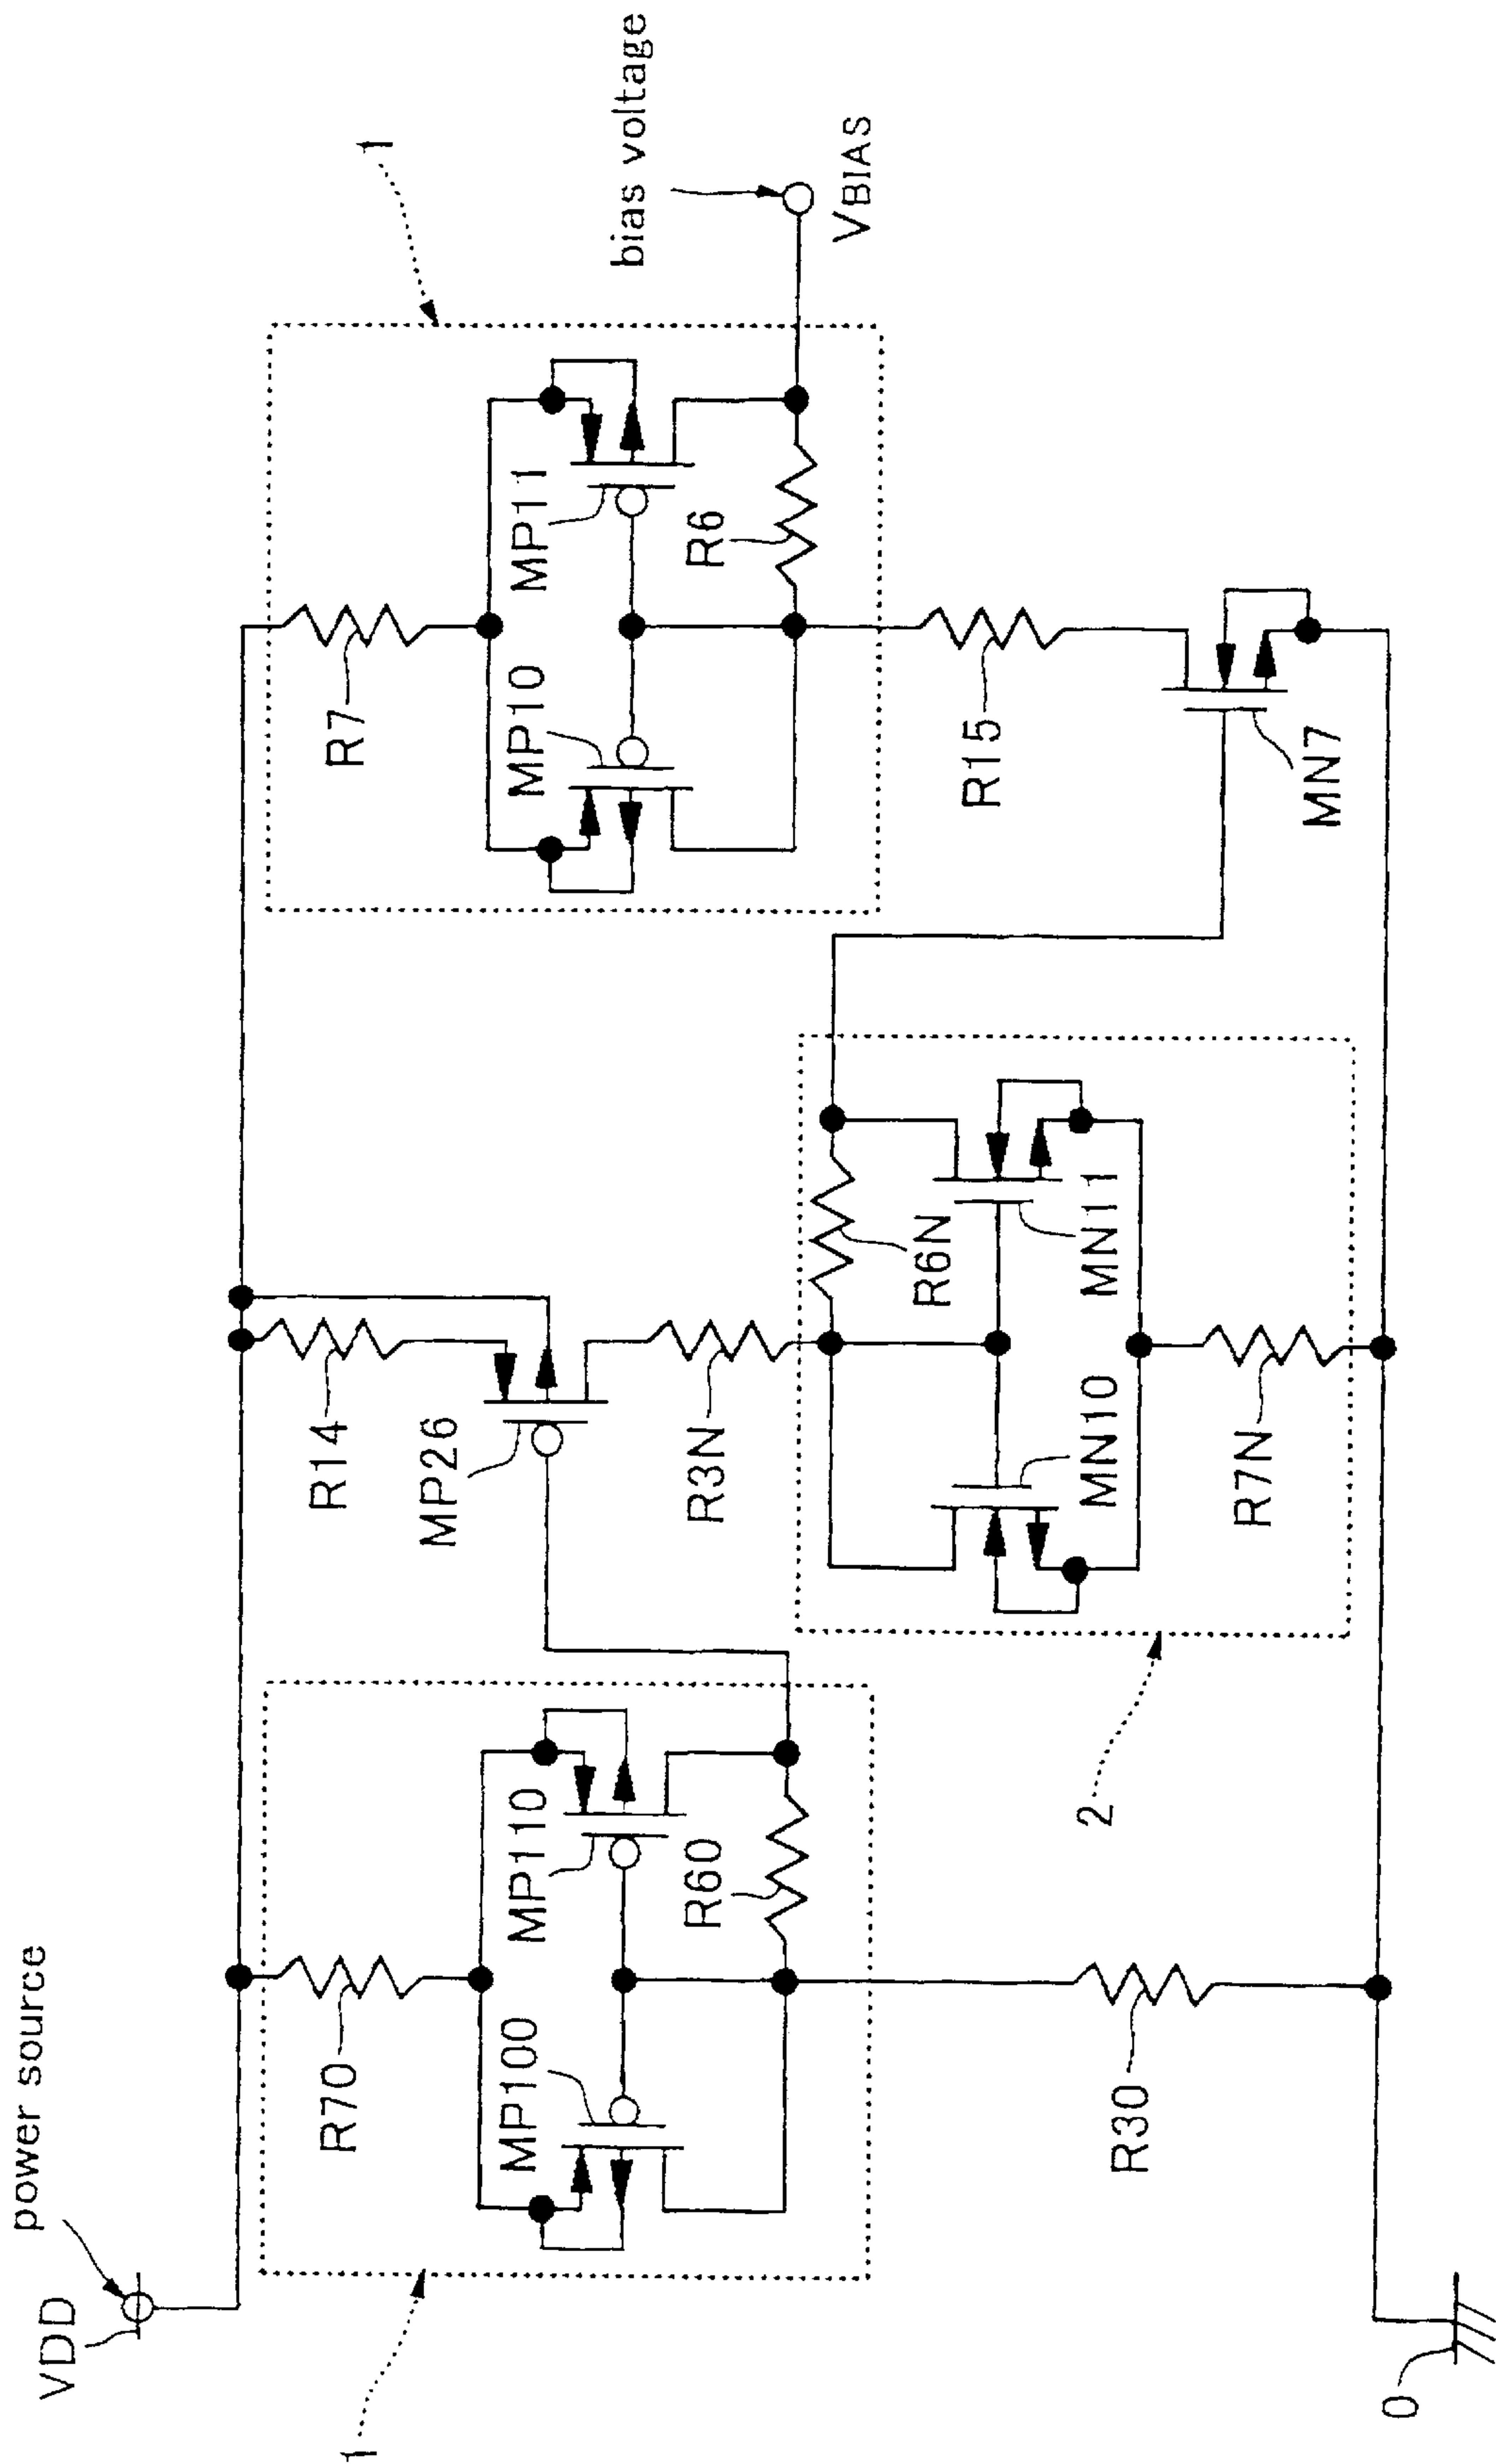 power source
VDD
1
R70
MP100
MP110
R60
R30
0
R14
MP26
R3N
R6N
MN10
MN11
R7N
2
1
R7
MP10
MP11
R6
R15
MN7
bias voltage
VBIAS